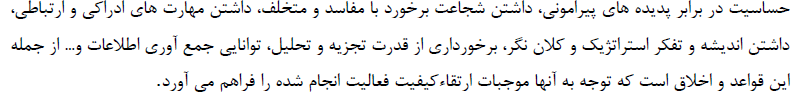 حساسیت در برابر پدیده های پیرامونی، داشتن شجاعت برخورد با مفاسد و متخلف، داشتن مهارت های ادراکی و ارتباطی،
داشتن اندیشه و تفکر استراتژیک و کلان نگر، برخورداری از قدرت تجزیه و تحلیل، توانایی جمع آوری اطلاعات و… از جمله
این قواعد و اخلاق است که توجه به آنها موجبات ارتقاءکیفیت فعالیت انجام شده را فراهم می آورد.